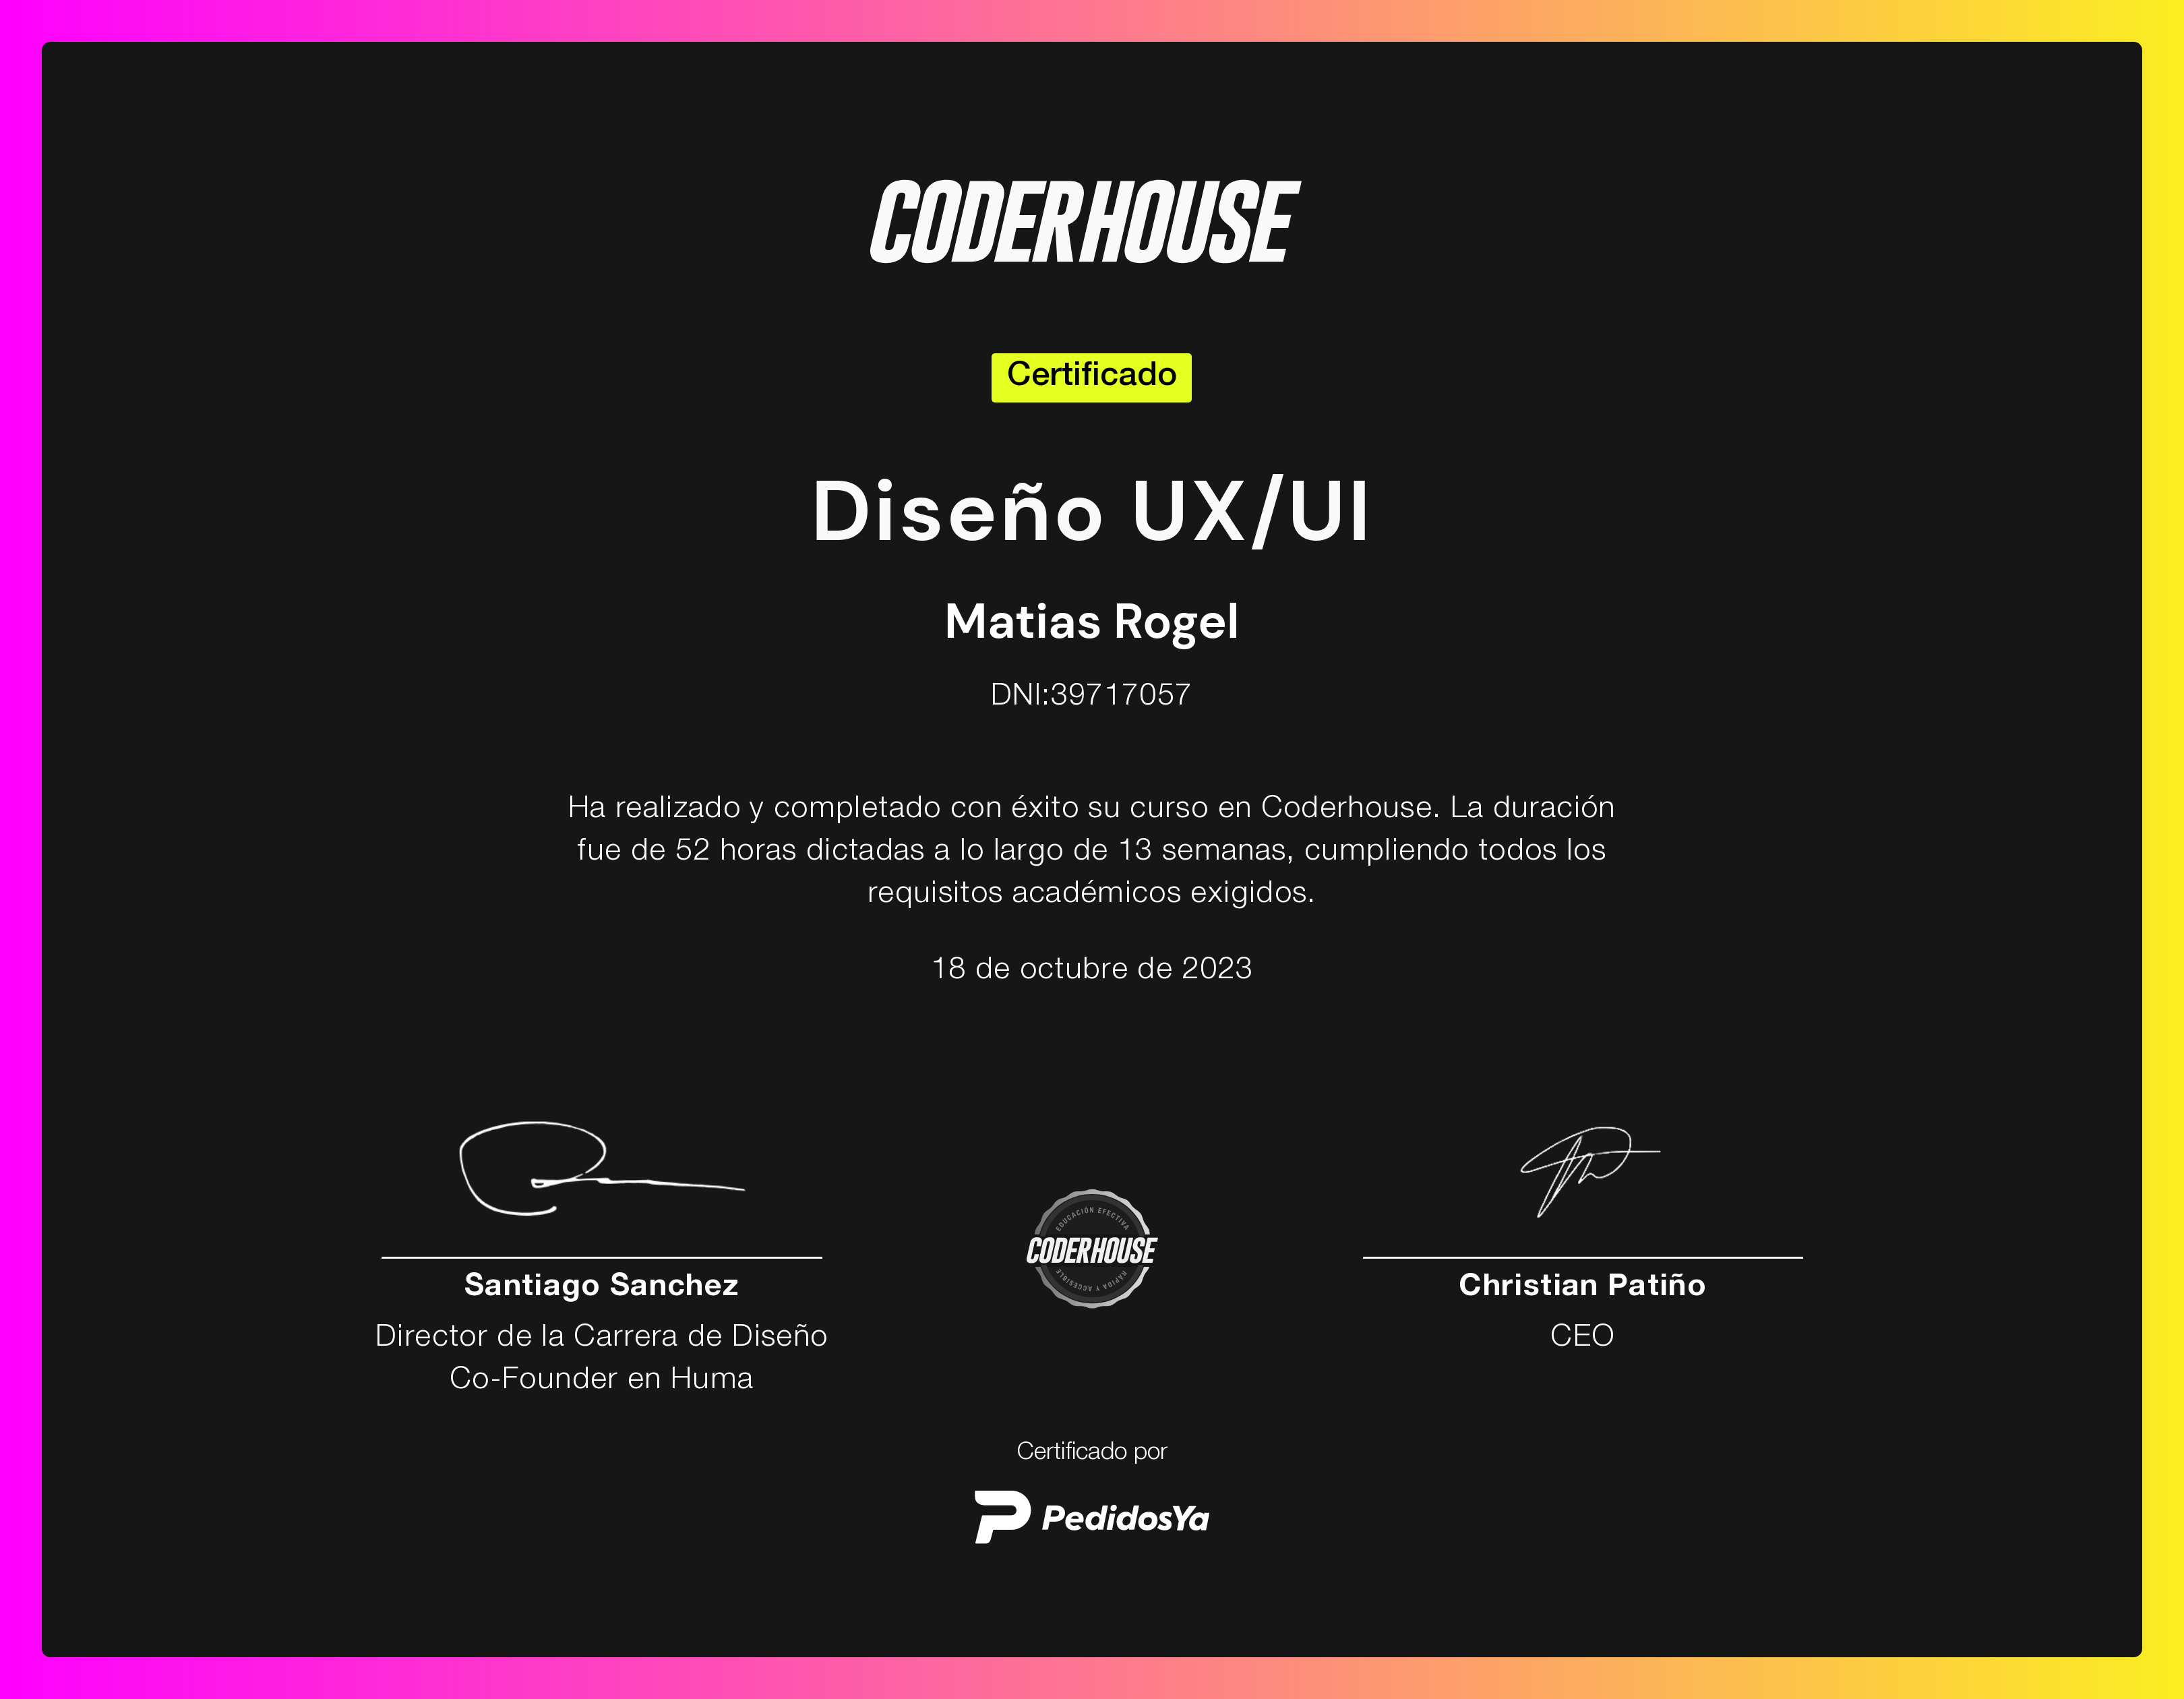 CODERHOUSE
Certificado
Diseño UX/UI
Matias Rogel
DNI:39717057
Ha realizado y completado con éxito su curso en Coderhouse. La duración
fue de 52 horas dictadas a lo largo de 13 semanas, cumpliendo todos los
requisitos académicos exigidos.
18 de octubre de 2023
Santiago Sanchez
Director de la Carrera de Diseño
Co-Founder en Huma
EDUCACIÓN EFECTIVA
CODERHOUSE
RÁPIDA Y ACCESIBLE
Christian Patiño
CEO
Certificado por
PedidosYa